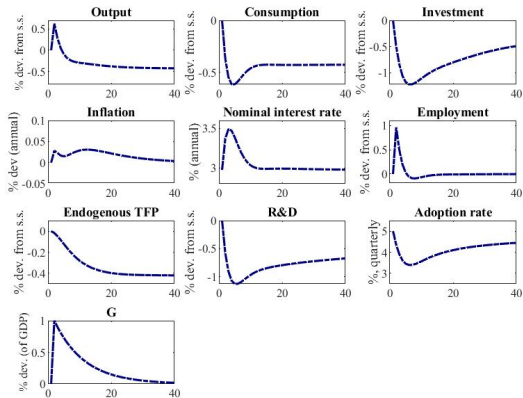 Output
% dev. from s.s.
0.5
0
-0.5
0 20 40
Consumption
% dev. from s.s.
0
-0.5
0 20 40
Investment
% dev. from s.s.
0
-0.5
-1
0 20 40
Inflation
% dev (annual)
0.1
0.05
0
-0.05
0 20 40
Nominal interest rate
% (annual)
3.5
3
0 20 40
Employment
% dev. from s.s.
1
0.5
0
0 20 40
Endogenous TFP
% dev. from s.s.
0
-0.2
-0.4
0 20 40
R&D
% dev. from s.s.
0
-0.5
-1
0 20 40
Adoption rate
%, quarterly
5
4
3
0 20 40
G
% dev. (of GDP)
1
0.5
0
0 20 40